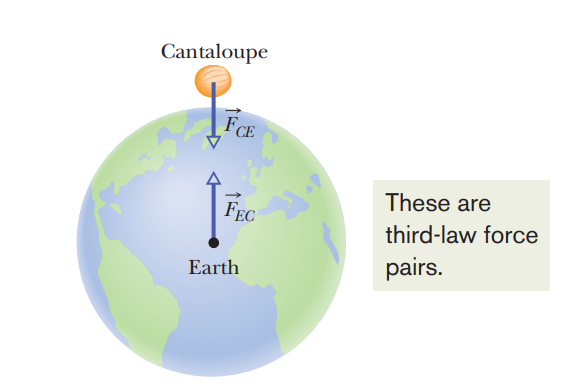 Cantaloupe
F⃗CE
F⃗EC
Earth
These are
third-law force
pairs.